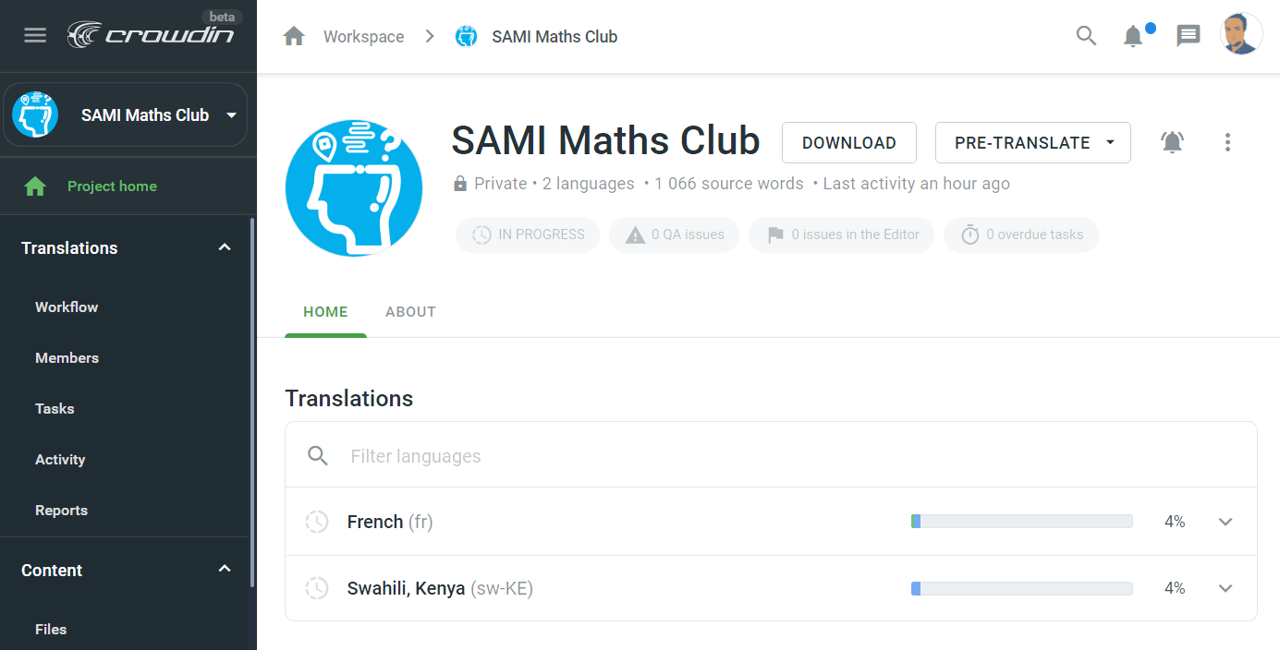 beta
crowdin
Workspace
SAMI Maths Club
SAMI Maths Club
Project home
Translations
Workflow
Members
Tasks
Activity
Reports
Content
Files
SAMI Maths Club
DOWNLOAD
PRE-TRANSLATE
Private • 2 languages • 1 066 source words • Last activity an hour ago
IN PROGRESS
0 QA issues
0 issues in the Editor
0 overdue tasks
HOME
ABOUT
Translations
Filter languages
French (fr)
4%
Swahili, Kenya (sw-KE)
4%